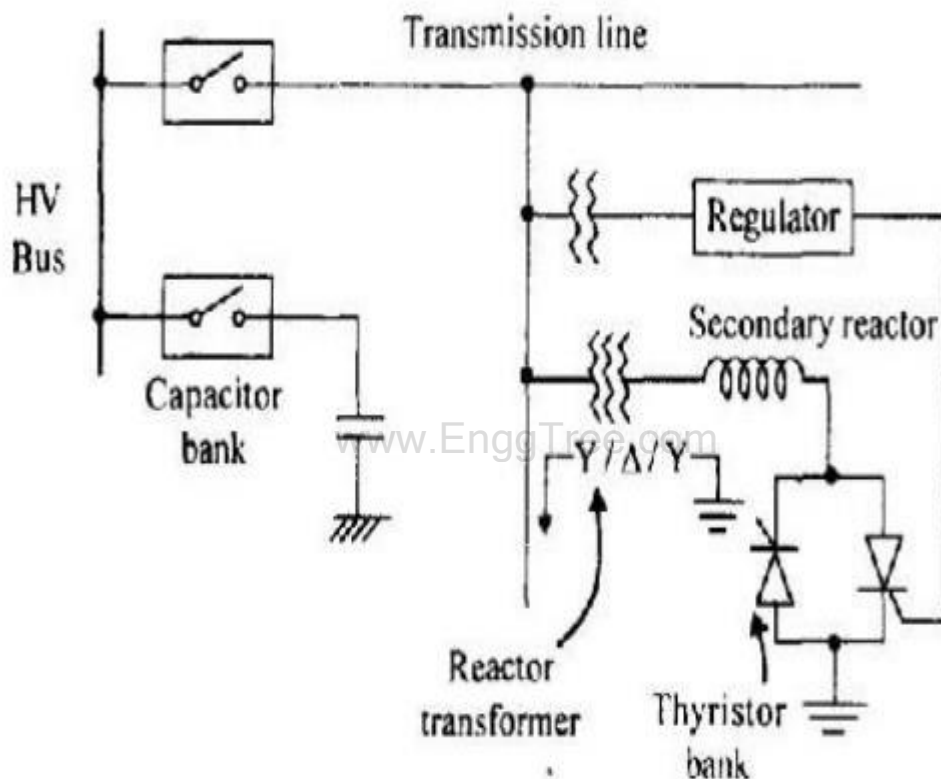 Transmission line
HV
Bus
Regulator
Secondary reactor
Capacitor
bank
www.EnggTree.com
Y / Δ / Y
Reactor
transformer
Thyristor
bank